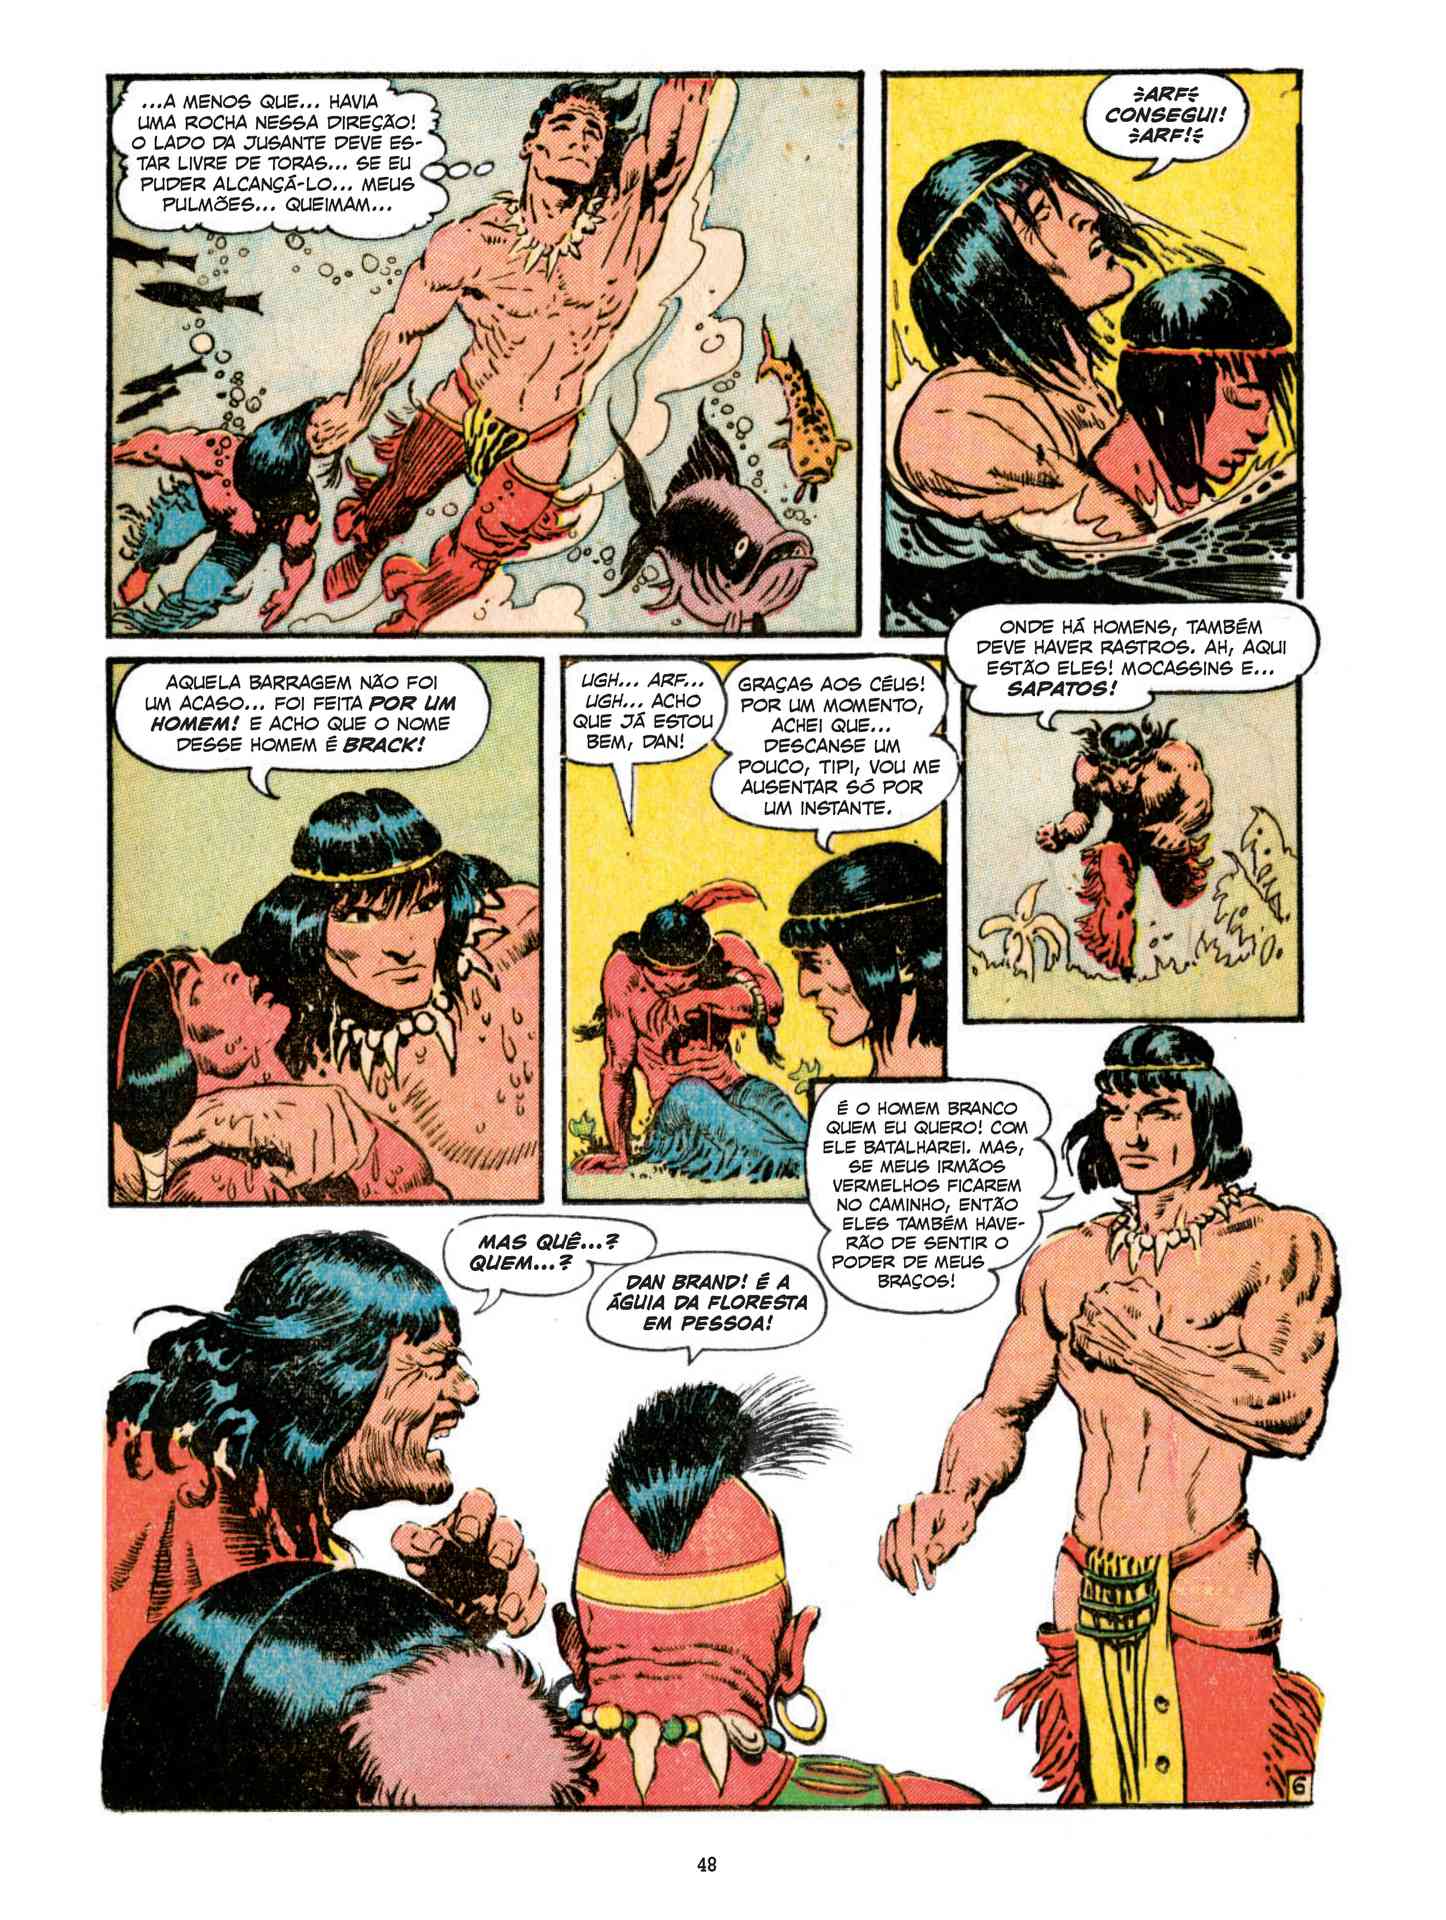 ...A MENOS QUE... HAVIA
UMA ROCHA NESSA DIREÇÃO!
O LADO DA JUSANTE DEVE ES-
TAR LIVRE DE TORAS... SE EU
PUDER ALCANÇÁ-LO... MEUS
PULMÕES... QUEIMAM...
ARF
CONSEGUI!
ARF!
AQUELA BARRAGEM NÃO FOI
UM ACASO... FOI FEITA POR UM
HOMEM! E ACHO QUE O NOME
DESSE HOMEM É BRACK!
UGH... ARF...
UGH... ACHO
QUE JÁ ESTOU
BEM, DAN!
GRAÇAS AOS CÉUS!
POR UM MOMENTO,
ACHEI QUE...
DESCANSE UM
POUCO, TIPI, VOU ME
AUSENTAR SÓ POR
UM INSTANTE.
ONDE HÁ HOMENS, TAMBÉM
DEVE HAVER RASTROS. AH, AQUI
ESTÃO ELES! MOCASSINS E...
SAPATOS!
MAS QUÊ...?
QUEM...?
DAN BRAND! É A
ÁGUIA DA FLORESTA
EM PESSOA!
É O HOMEM BRANCO
QUEM EU QUERO! COM
ELE BATALHAREI. MAS,
SE MEUS IRMÃOS
VERMELHOS FICAREM
NO CAMINHO, ENTÃO
ELES TAMBÉM HAVE-
RÃO DE SENTIR O
PODER DE MEUS
BRAÇOS!
6
48